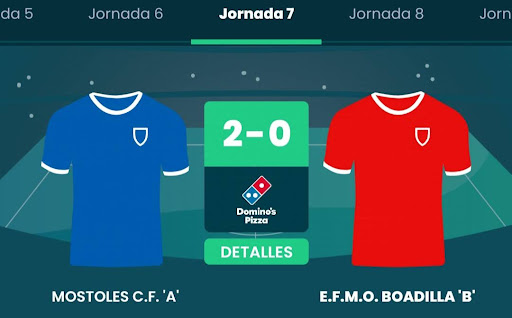 da 5 Jornada 6 Jornada 7 Jornada 8 Jorn
2-0
Domino's
Pizza
DETALLES
MOSTOLES C.F. 'A' E.F.M.O. BOADILLA 'B'